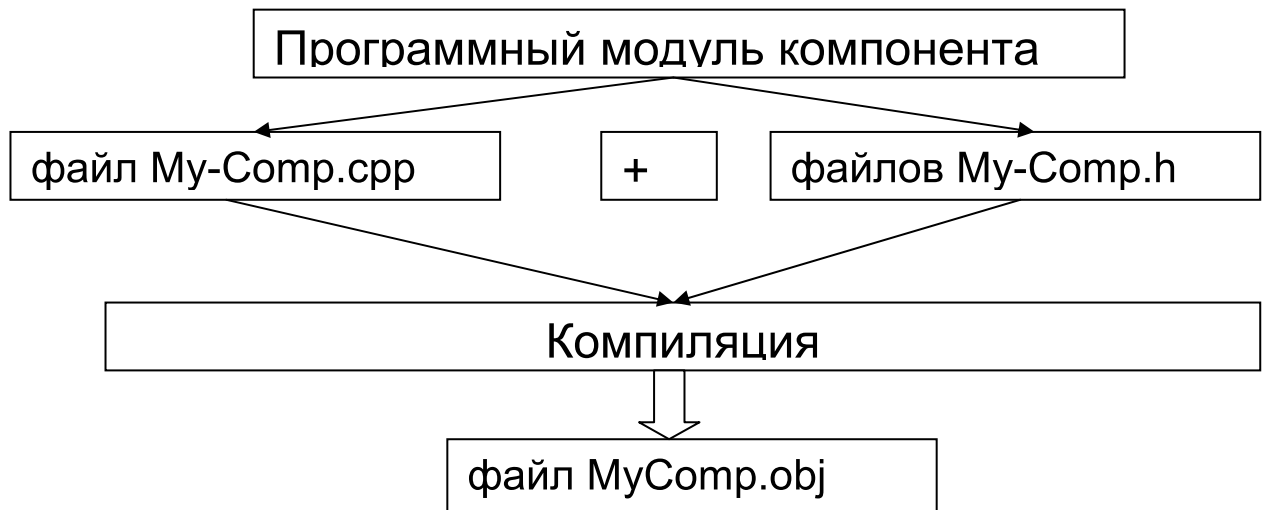 Программный модуль компонента
файл My-Comp.cpp
+
файлов My-Comp.h
Компиляция
файл MyComp.obj